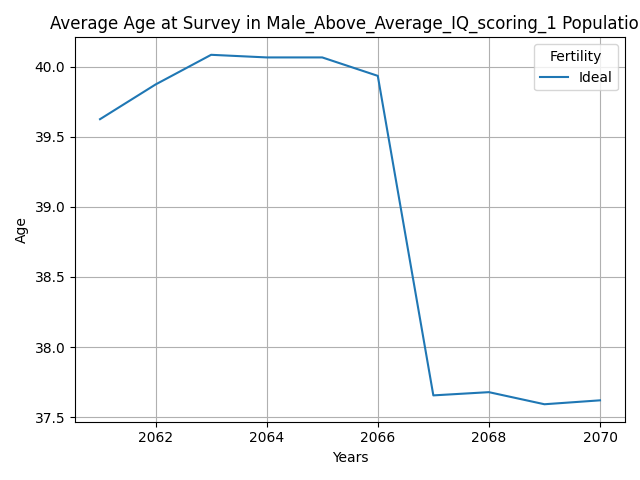 Average Age at Survey in Male_Above_Average_IQ_scoring_1 Populatio
Fertility
Ideal
40.0
39.5
39.0
38.5
38.0
37.5
Age
2062 2064 2066 2068 2070
Years